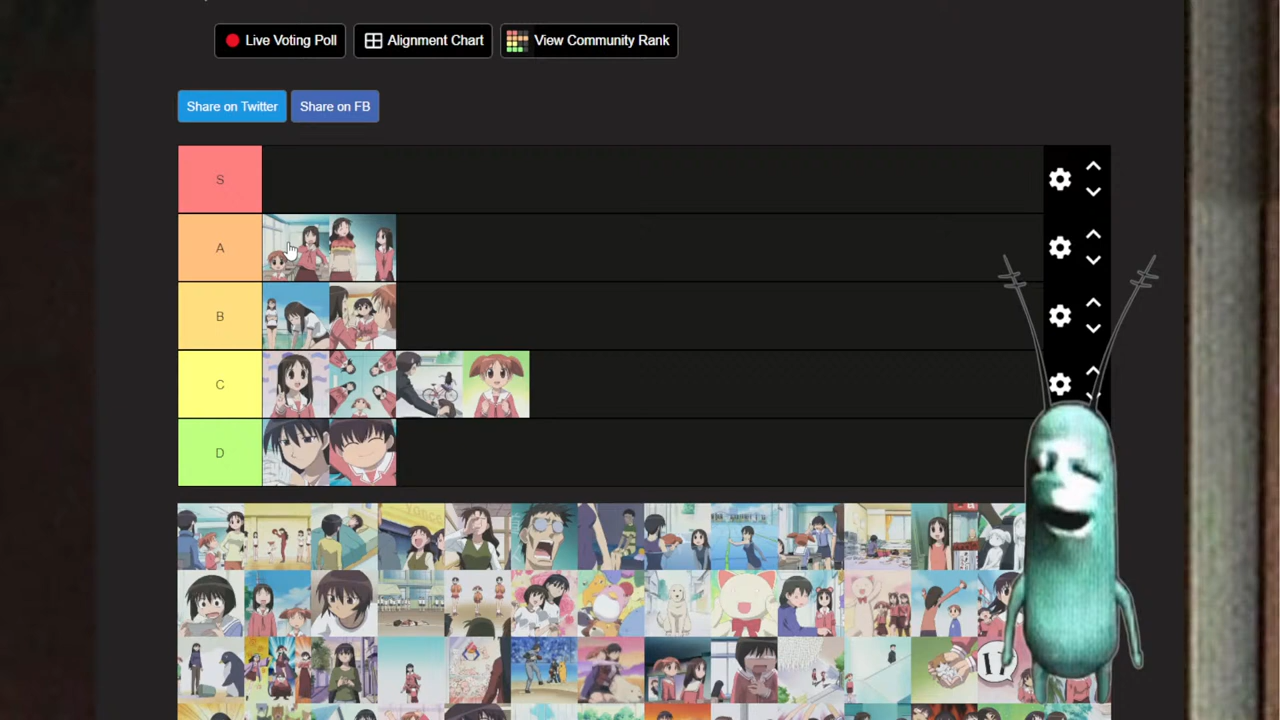 Live Voting Poll
Alignment Chart
View Community Rank
Share on Twitter
Share on FB
S
A
B
C
D